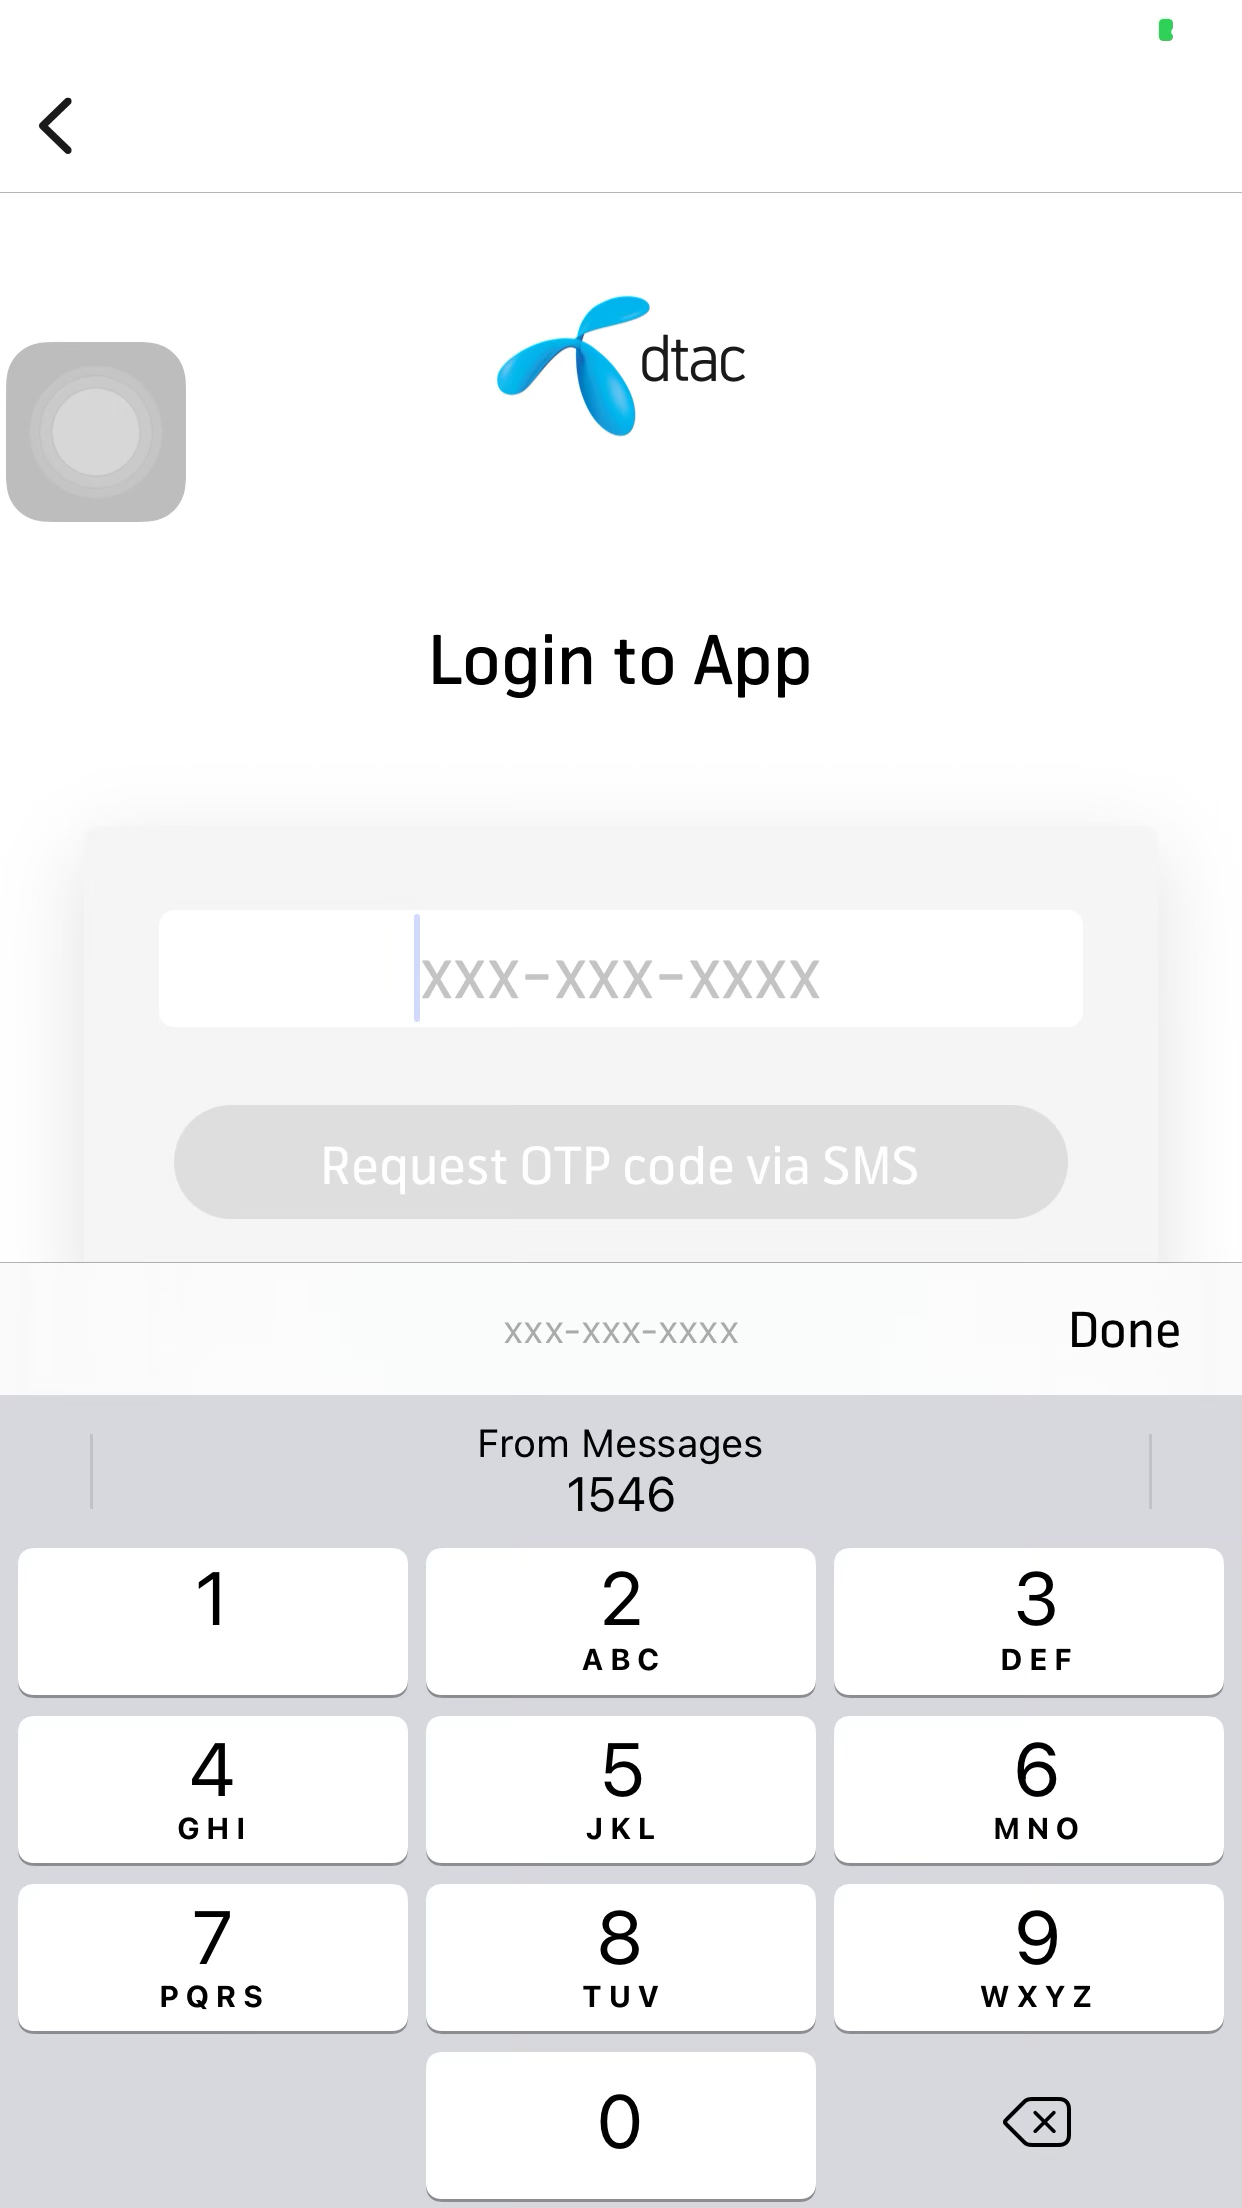 dtac
Login to App
xxx-xxx-xxxx
Request OTP code via SMS
xxx-xxx-xxxx
Done
From Messages
1546
1
2
ABC
3
DEF
4
GHI
5
JKL
6
MNO
7
PQRS
8
TUV
9
WXYZ
0